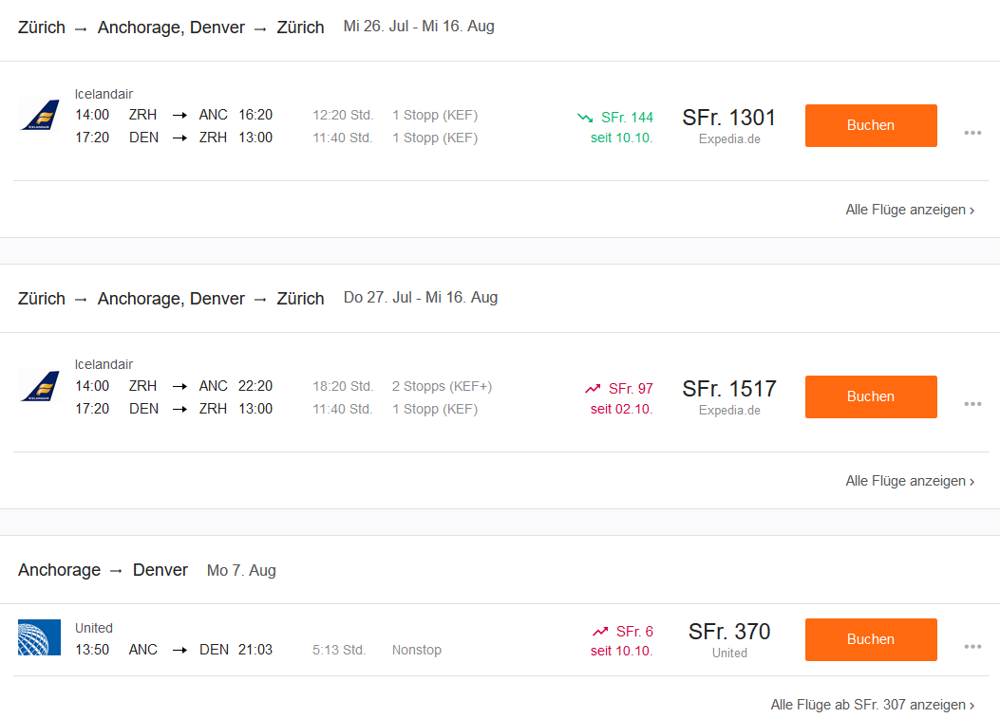 Zürich → Anchorage, Denver → Zürich Mi 26. Jul - Mi 16. Aug
Icelandair
14:00 ZRH → ANC 16:20 12:20 Std. 1 Stopp (KEF)
17:20 DEN → ZRH 13:00 11:40 Std. 1 Stopp (KEF)
SFr. 144
seit 10.10.
SFr. 1301
Expedia.de
Buchen
Alle Flüge anzeigen ›
Zürich → Anchorage, Denver → Zürich Do 27. Jul - Mi 16. Aug
Icelandair
14:00 ZRH → ANC 22:20 18:20 Std. 2 Stopps (KEF+)
17:20 DEN → ZRH 13:00 11:40 Std. 1 Stopp (KEF)
SFr. 97
seit 02.10.
SFr. 1517
Expedia.de
Buchen
Alle Flüge anzeigen ›
Anchorage → Denver Mo 7. Aug
United
13:50 ANC → DEN 21:03 5:13 Std. Nonstop
SFr. 6
seit 10.10.
SFr. 370
United
Buchen
Alle Flüge ab SFr. 307 anzeigen ›